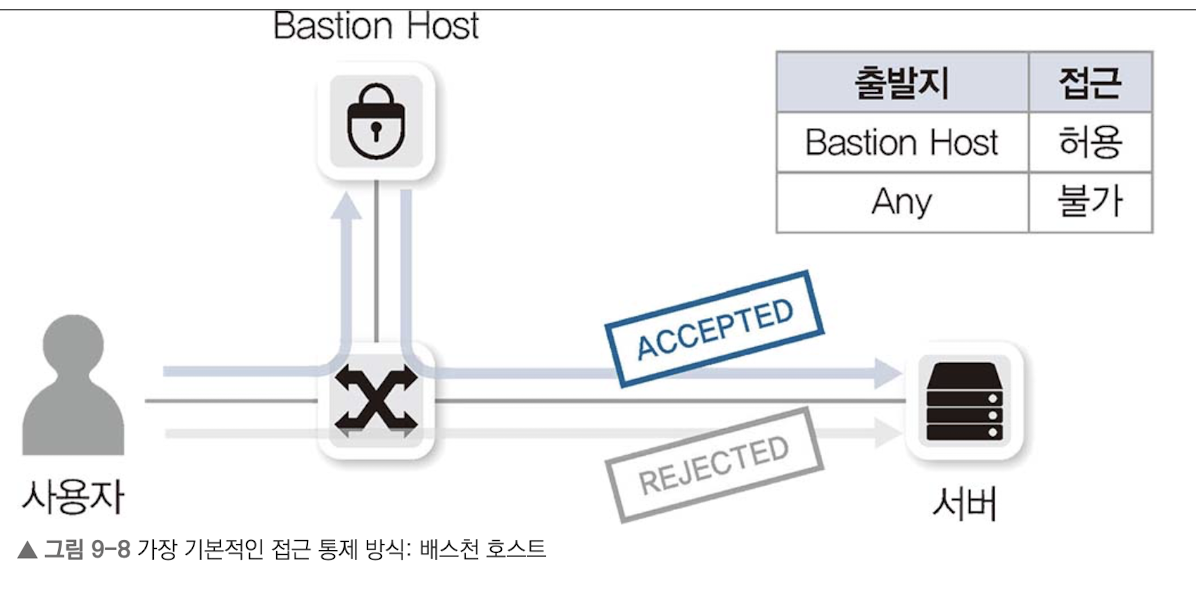 Bastion Host
출발지 접근
Bastion Host 허용
Any 불가
ACCEPTED
REJECTED
사용자
서버
▲ 그림 9-8 가장 기본적인 접근 통제 방식: 배스천 호스트